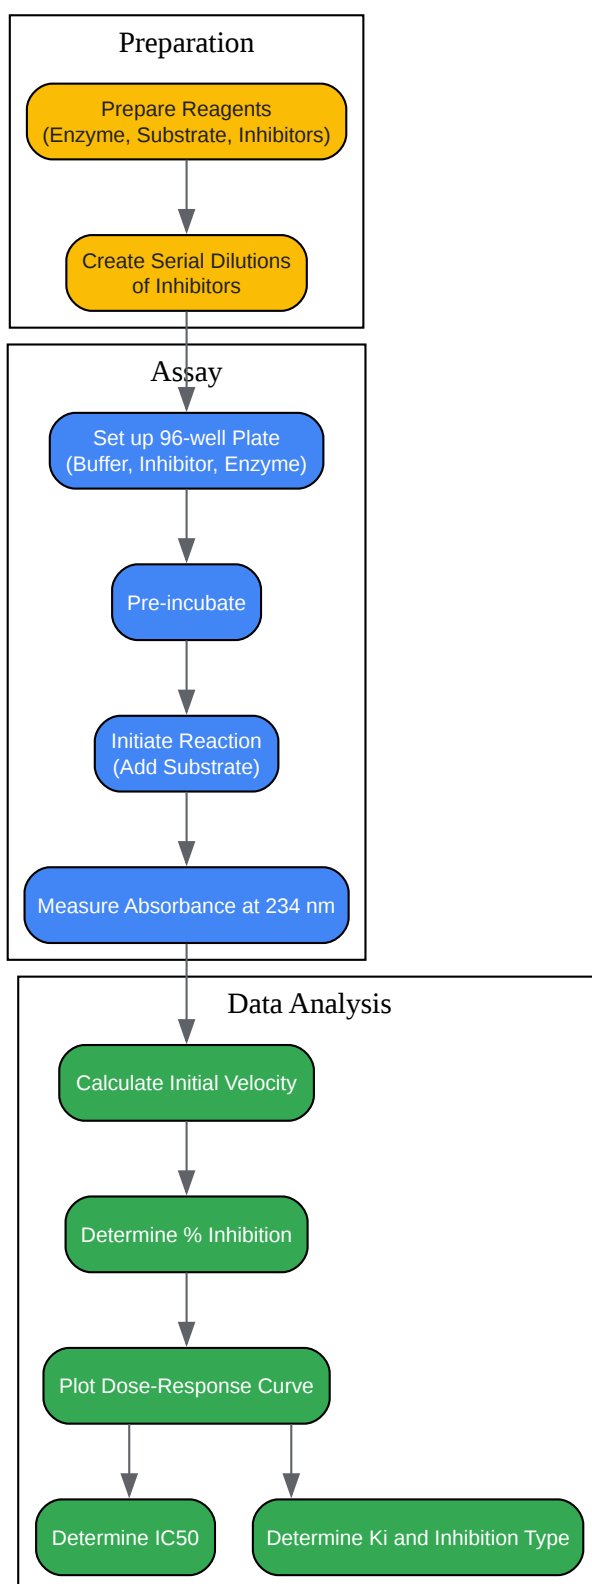 Preparation
Prepare Reagents
(Enzyme, Substrate, Inhibitors)
Create Serial Dilutions
of Inhibitors
Assay
Set up 96-well Plate
(Buffer, Inhibitor, Enzyme)
Pre-incubate
Initiate Reaction
(Add Substrate)
Measure Absorbance at 234 nm
Data Analysis
Calculate Initial Velocity
Determine % Inhibition
Plot Dose-Response Curve
Determine IC50
Determine Ki and Inhibition Type